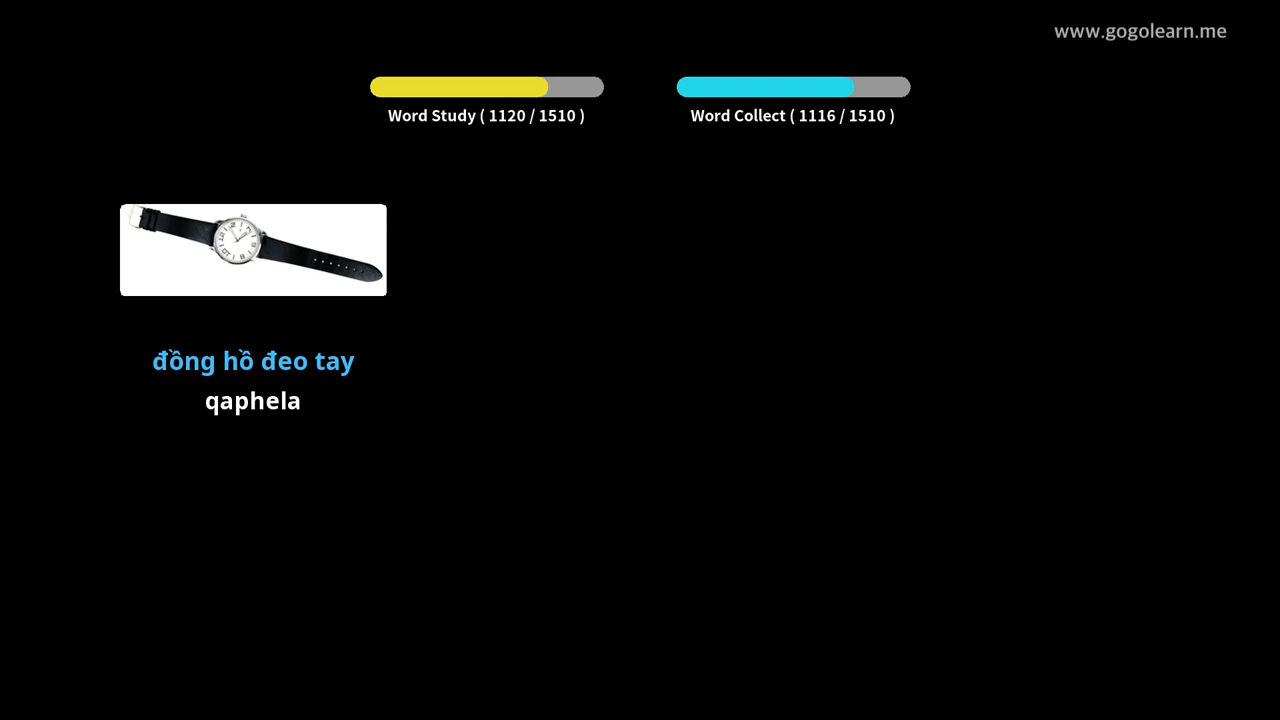 www.gogolearn.me
Word Study ( 1120 / 1510 )
Word Collect ( 1116 / 1510 )
đồng hồ đeo tay
qaphela